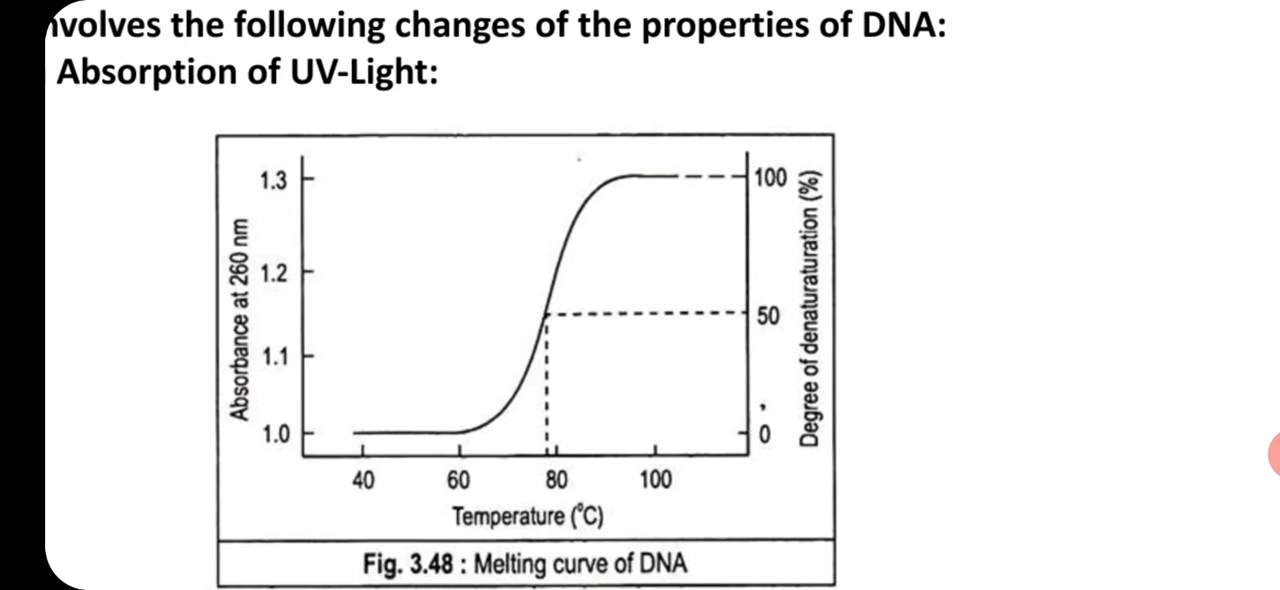 nvolves the following changes of the properties of DNA:
Absorption of UV-Light:
Absorbance at 260 nm
1.3
1.2
1.1
1.0
100
50
0
Degree of denaturaturation (%)
40 60 80 100
Temperature (°C)
Fig. 3.48 : Melting curve of DNA